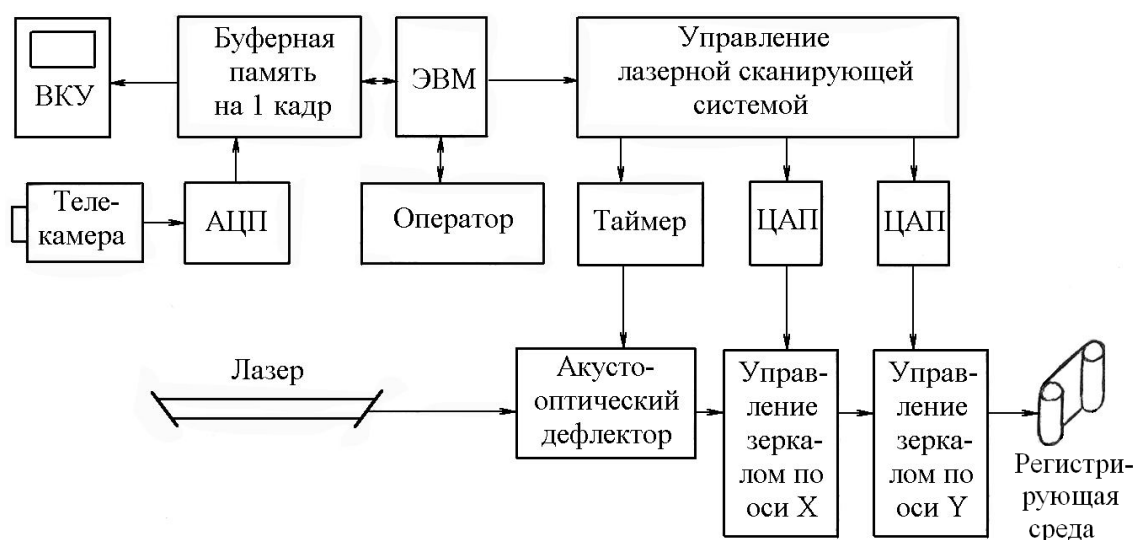 ВКУ
Буферная
память
на 1 кадр
ЭВМ
Управление
лазерной сканирующей
системой
Теле-
камера
АЦП
Оператор
Таймер
ЦАП
ЦАП
Лазер
Акусто-
оптический
дефлектор
Управ-
ление
зерка-
лом по
оси X
Управ-
ление
зерка-
лом по
оси Y
Регистри-
рующая
среда